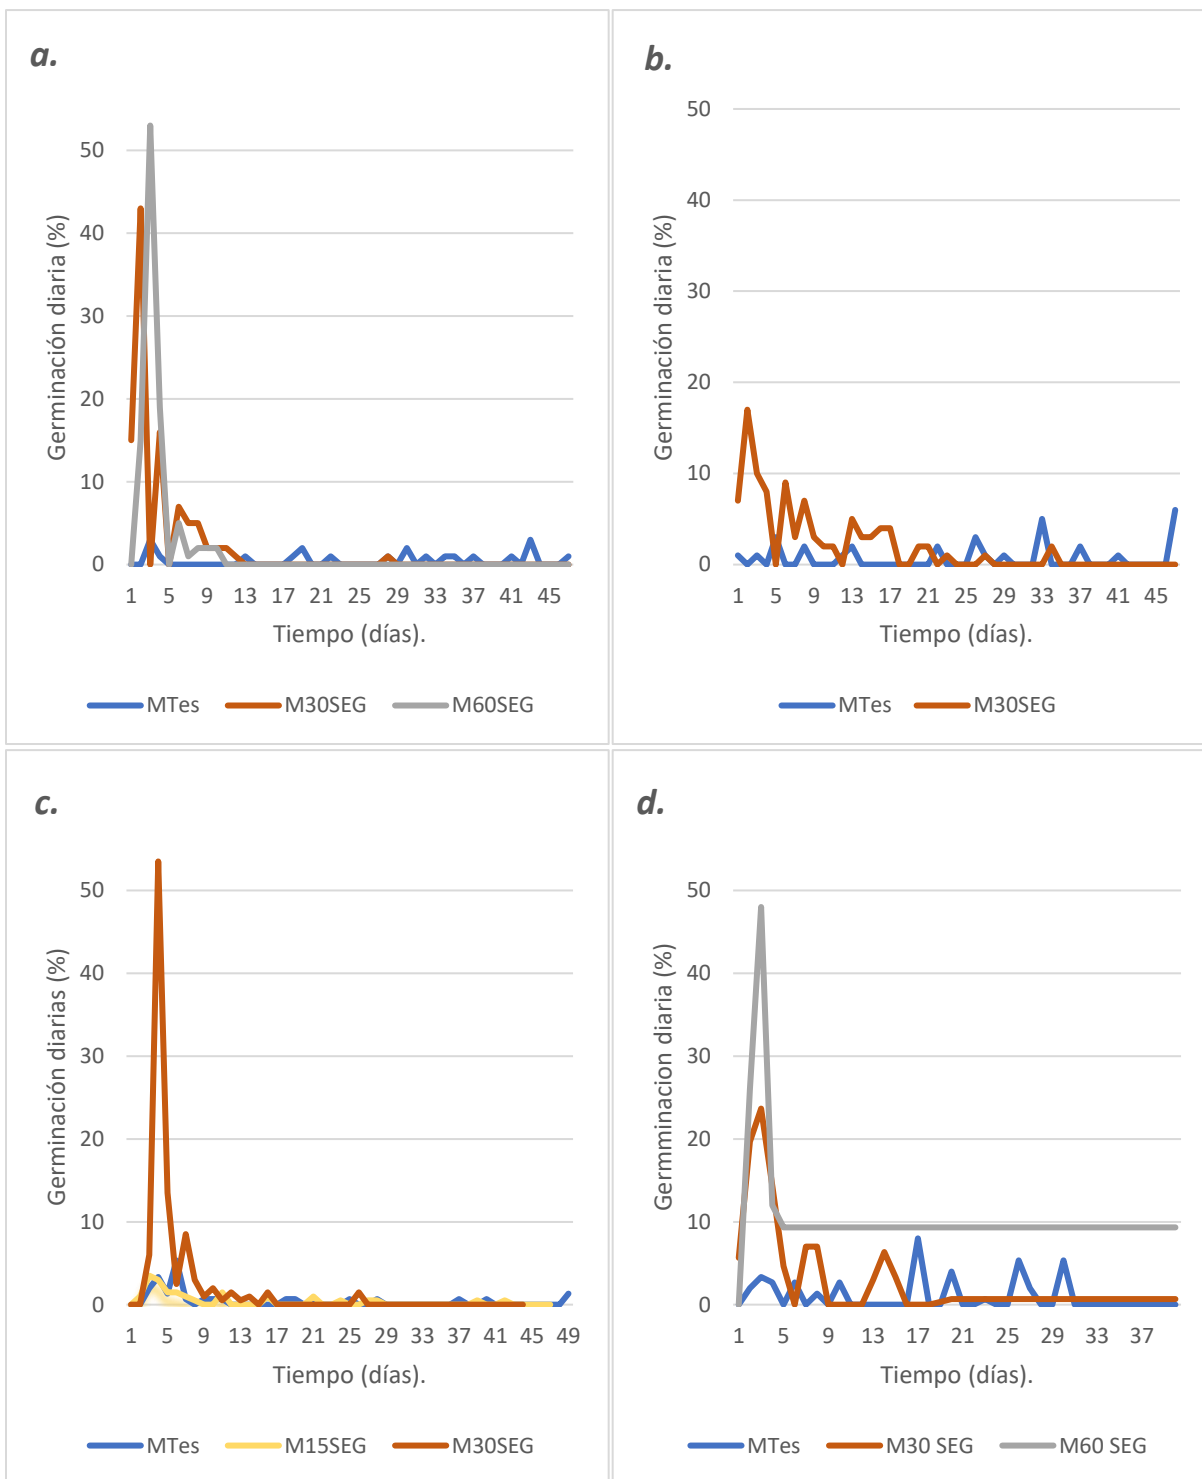 a.
Germinación diaria (%)
50
40
30
20
10
0
1 5 9 13 17 21 25 29 33 37 41 45
Tiempo (días).
MTes M30SEG M60SEG
b.
Germinación diaria (%)
50
40
30
20
10
0
1 5 9 13 17 21 25 29 33 37 41 45
Tiempo (días).
MTes M30SEG
c.
Germinación diarias (%)
50
40
30
20
10
0
1 5 9 13 17 21 25 29 33 37 41 45 49
Tiempo (días).
MTes M15SEG M30SEG
d.
Germminacion diaria (%)
50
40
30
20
10
0
1 5 9 13 17 21 25 29 33 37
Tiempo (días).
MTes M30 SEG M60 SEG